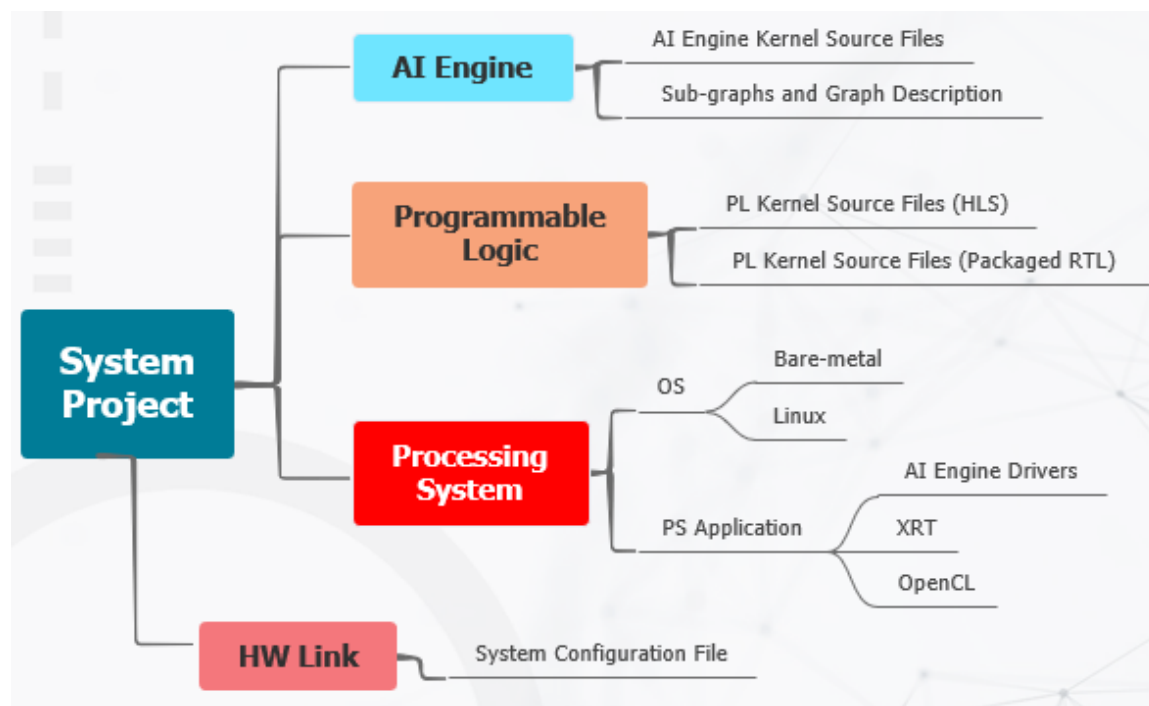 AI Engine
AI Engine Kernel Source Files
Sub-graphs and Graph Description
Programmable
Logic
PL Kernel Source Files (HLS)
PL Kernel Source Files (Packaged RTL)
System
Project
Processing
System
OS
Bare-metal
Linux
PS Application
AI Engine Drivers
XRT
OpenCL
HW Link
System Configuration File